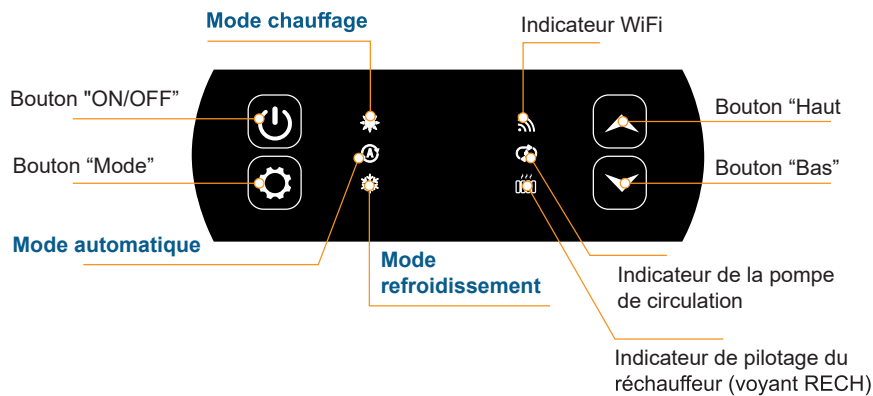 Mode chauffage
Indicateur WiFi
Bouton "ON/OFF”
Bouton “Haut
Bouton “Mode”
Bouton “Bas”
A
Mode automatique
Mode
refroidissement
Indicateur de la pompe
de circulation
Indicateur de pilotage du
réchauffeur (voyant RECH)